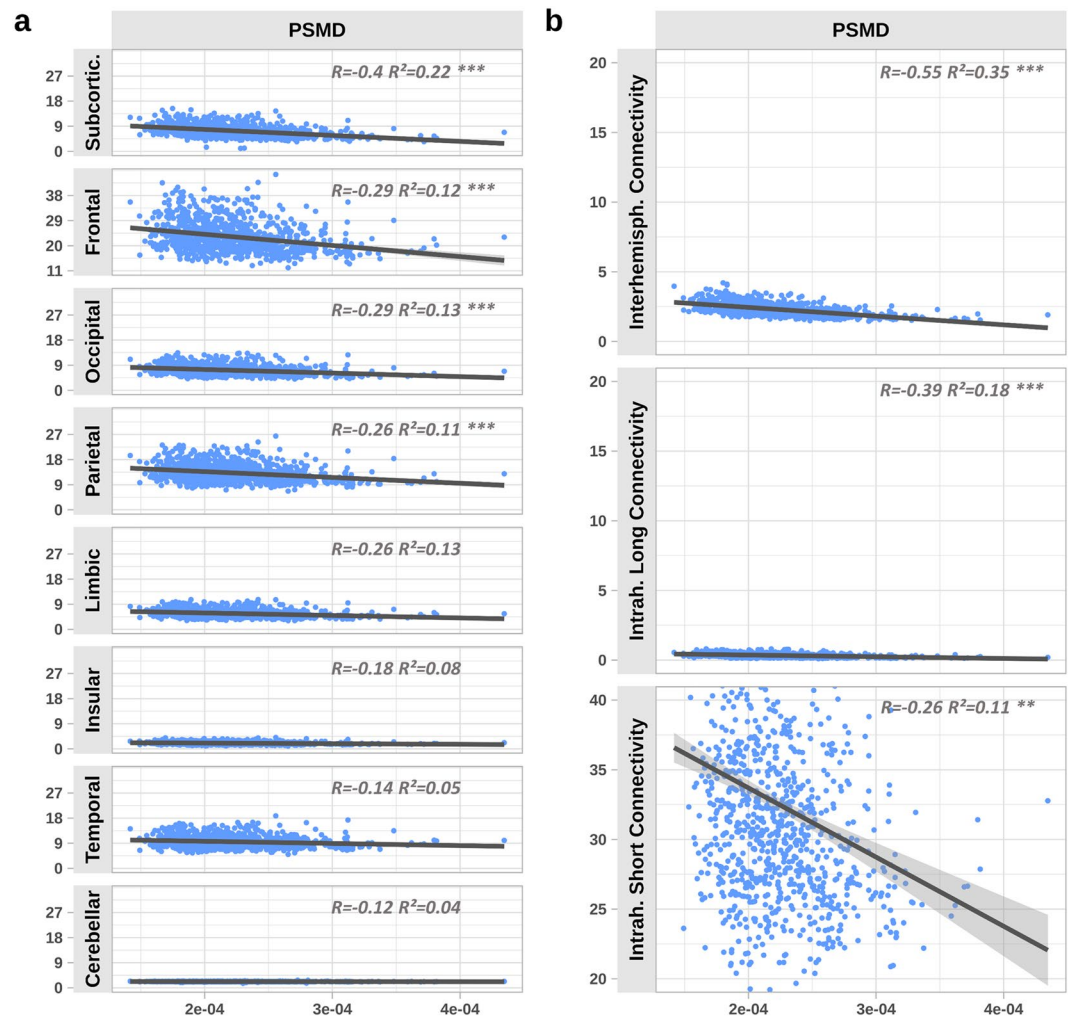 a
PSMD
Subcortic.
27
18
9
0
R=-0.4 R²=0.22 ***
Frontal
38
29
20
11
R=-0.29 R²=0.12 ***
Occipital
27
18
9
0
R=-0.29 R²=0.13 ***
Parietal
27
18
9
0
R=-0.26 R²=0.11 ***
Limbic
27
18
9
0
R=-0.26 R²=0.13
Insular
27
18
9
0
R=-0.18 R²=0.08
Temporal
27
18
9
0
R=-0.14 R²=0.05
Cerebellar
27
18
9
0
R=-0.12 R²=0.04
2e-04 3e-04 4e-04
b
PSMD
Interhemisph. Connectivity
20
15
10
5
0
R=-0.55 R²=0.35 ***
Intrah. Long Connectivity
20
15
10
5
0
R=-0.39 R²=0.18 ***
Intrah. Short Connectivity
40
35
30
25
20
R=-0.26 R²=0.11 **
2e-04 3e-04 4e-04